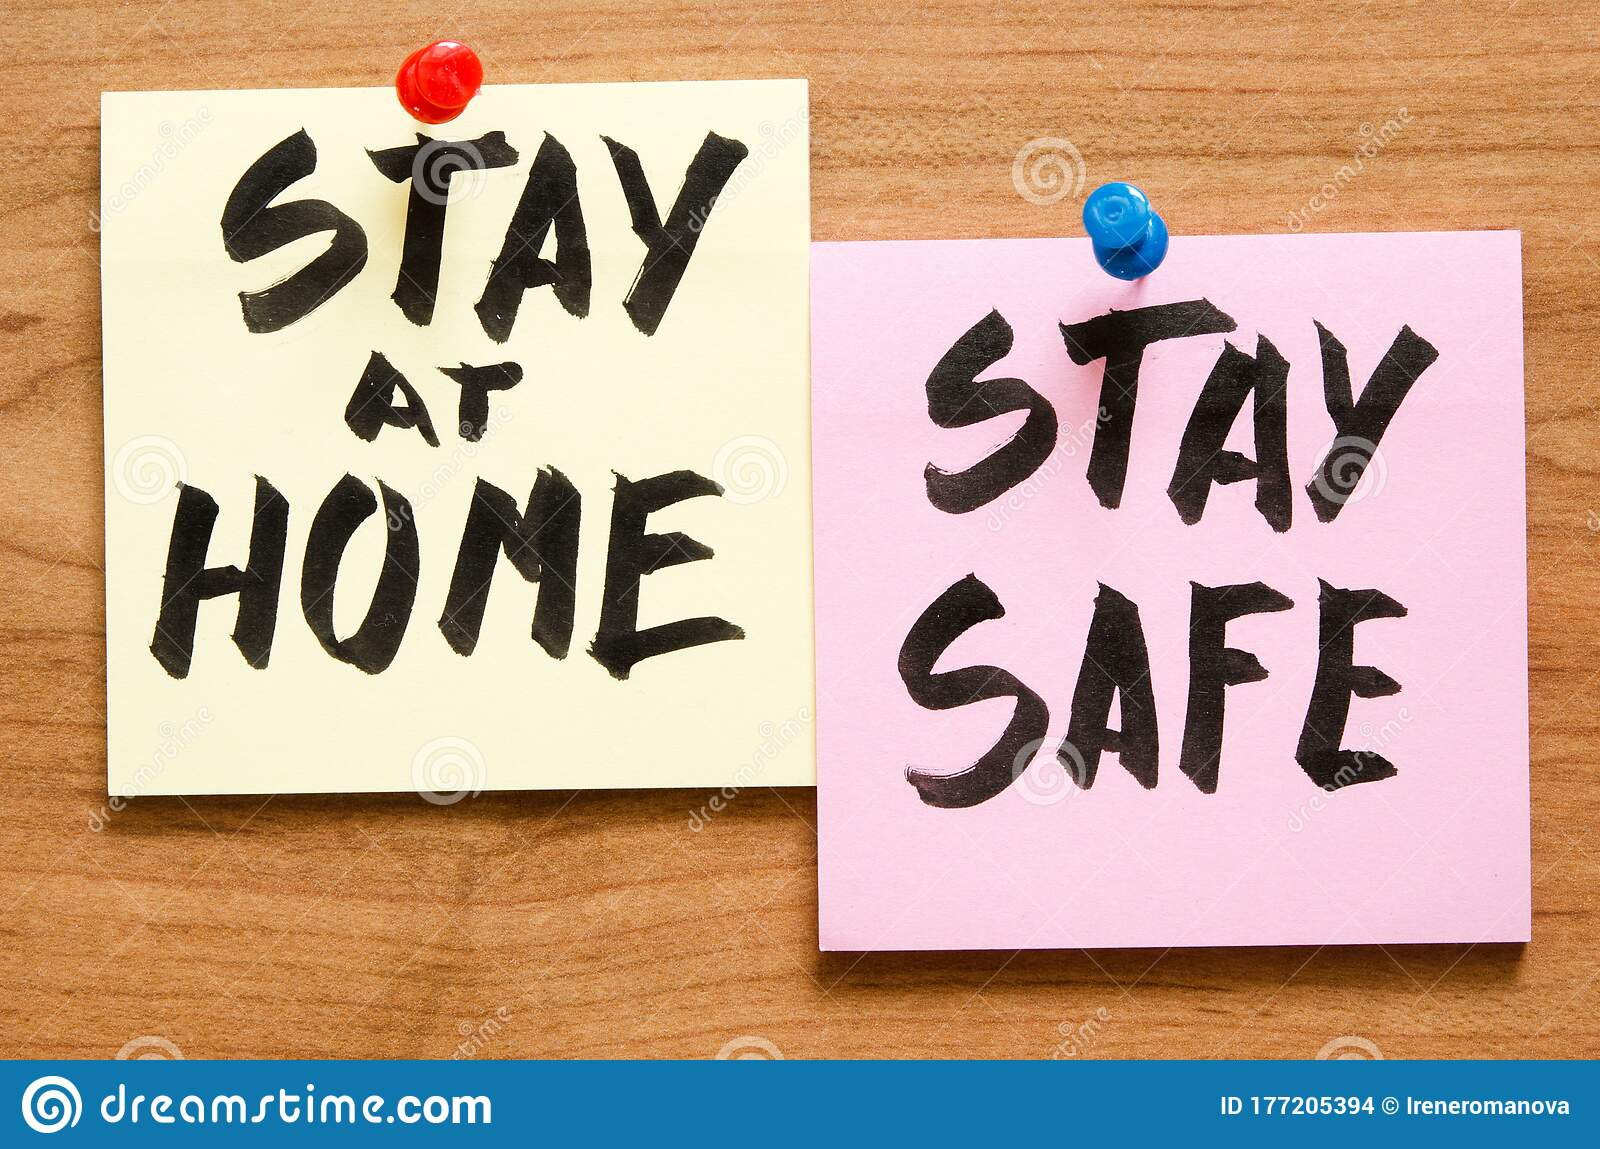 STAY
AT
HOME
STAY
SAFE
dreamstime.com
ID 177205394 © Ireneromanova